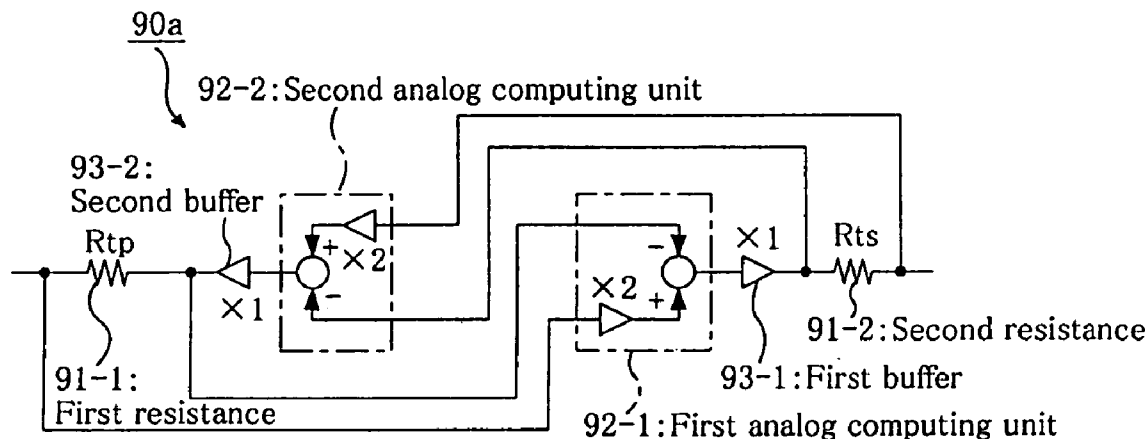 90a
92-2:Second analog computing unit
93-2:
Second buffer
Rtp
+
×2
-
×1
-
×2
+
×1
Rts
91-2:Second resistance
91-1:
First resistance
93-1:First buffer
92-1:First analog computing unit